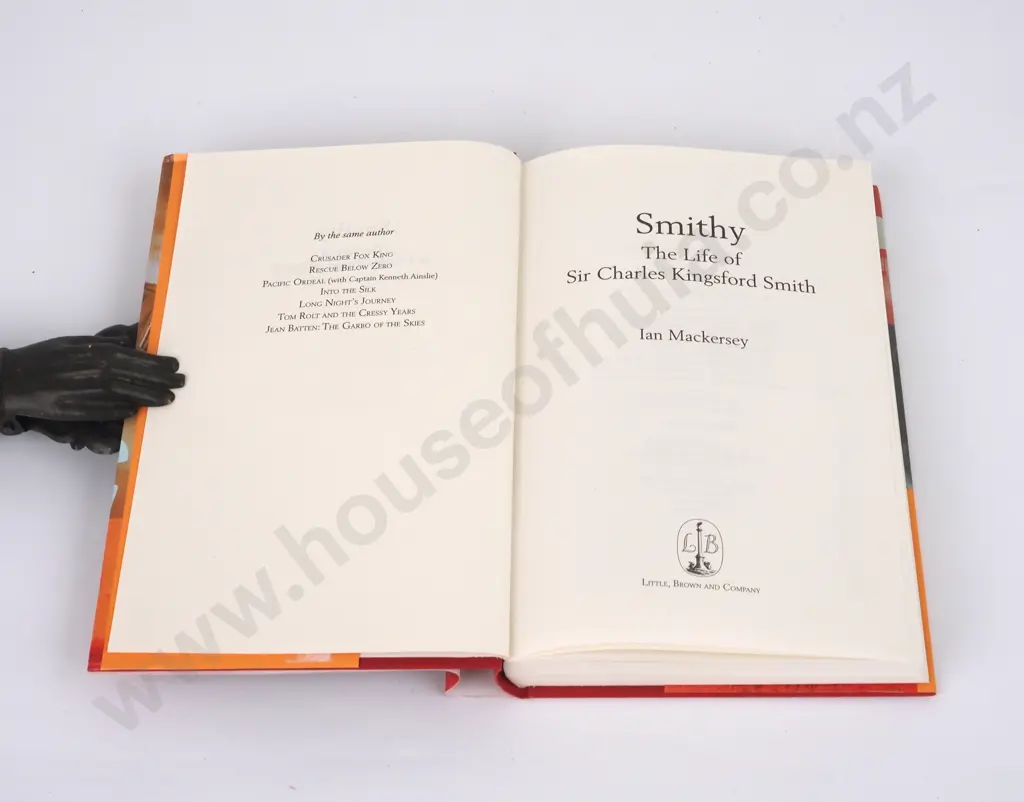 By the same author
CRUSADER FOX KING
RESCUE BELOW ZERO
PACIFIC ORDEAL (with Captain Kenneth Ainslie)
INTO THE SILK
LONG NIGHT'S JOURNEY
TOM ROLT AND THE CRESSY YEARS
JEAN BATTEN: THE GARBO OF THE SKIES
Smithy
The Life of
Sir Charles Kingsford Smith
Ian Mackersey
L B
LITTLE, BROWN AND COMPANY
www.houseofhuia.co.nz